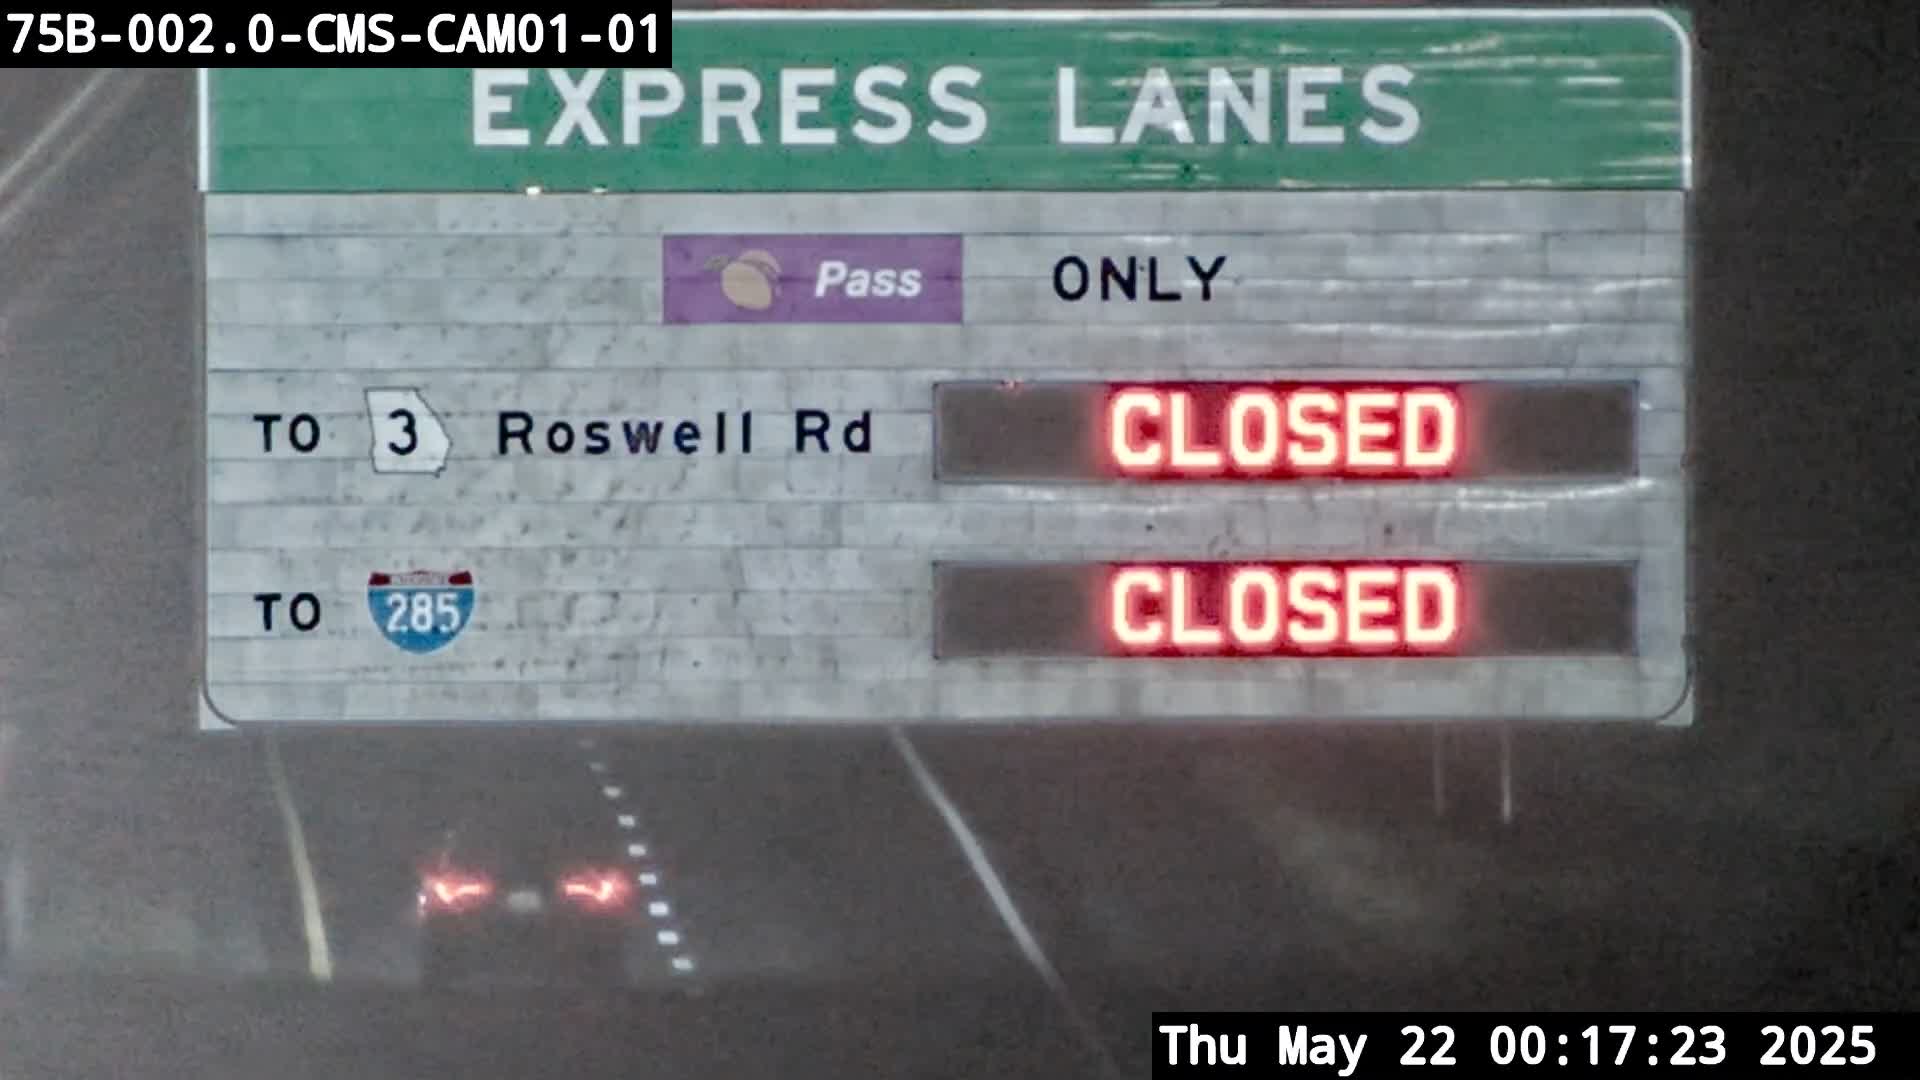 75B-002.0-CMS-CAM01-01
EXPRESS LANES
Pass ONLY
TO 3 Roswell Rd CLOSED
TO 285 CLOSED
Thu May 22 00:17:23 2025